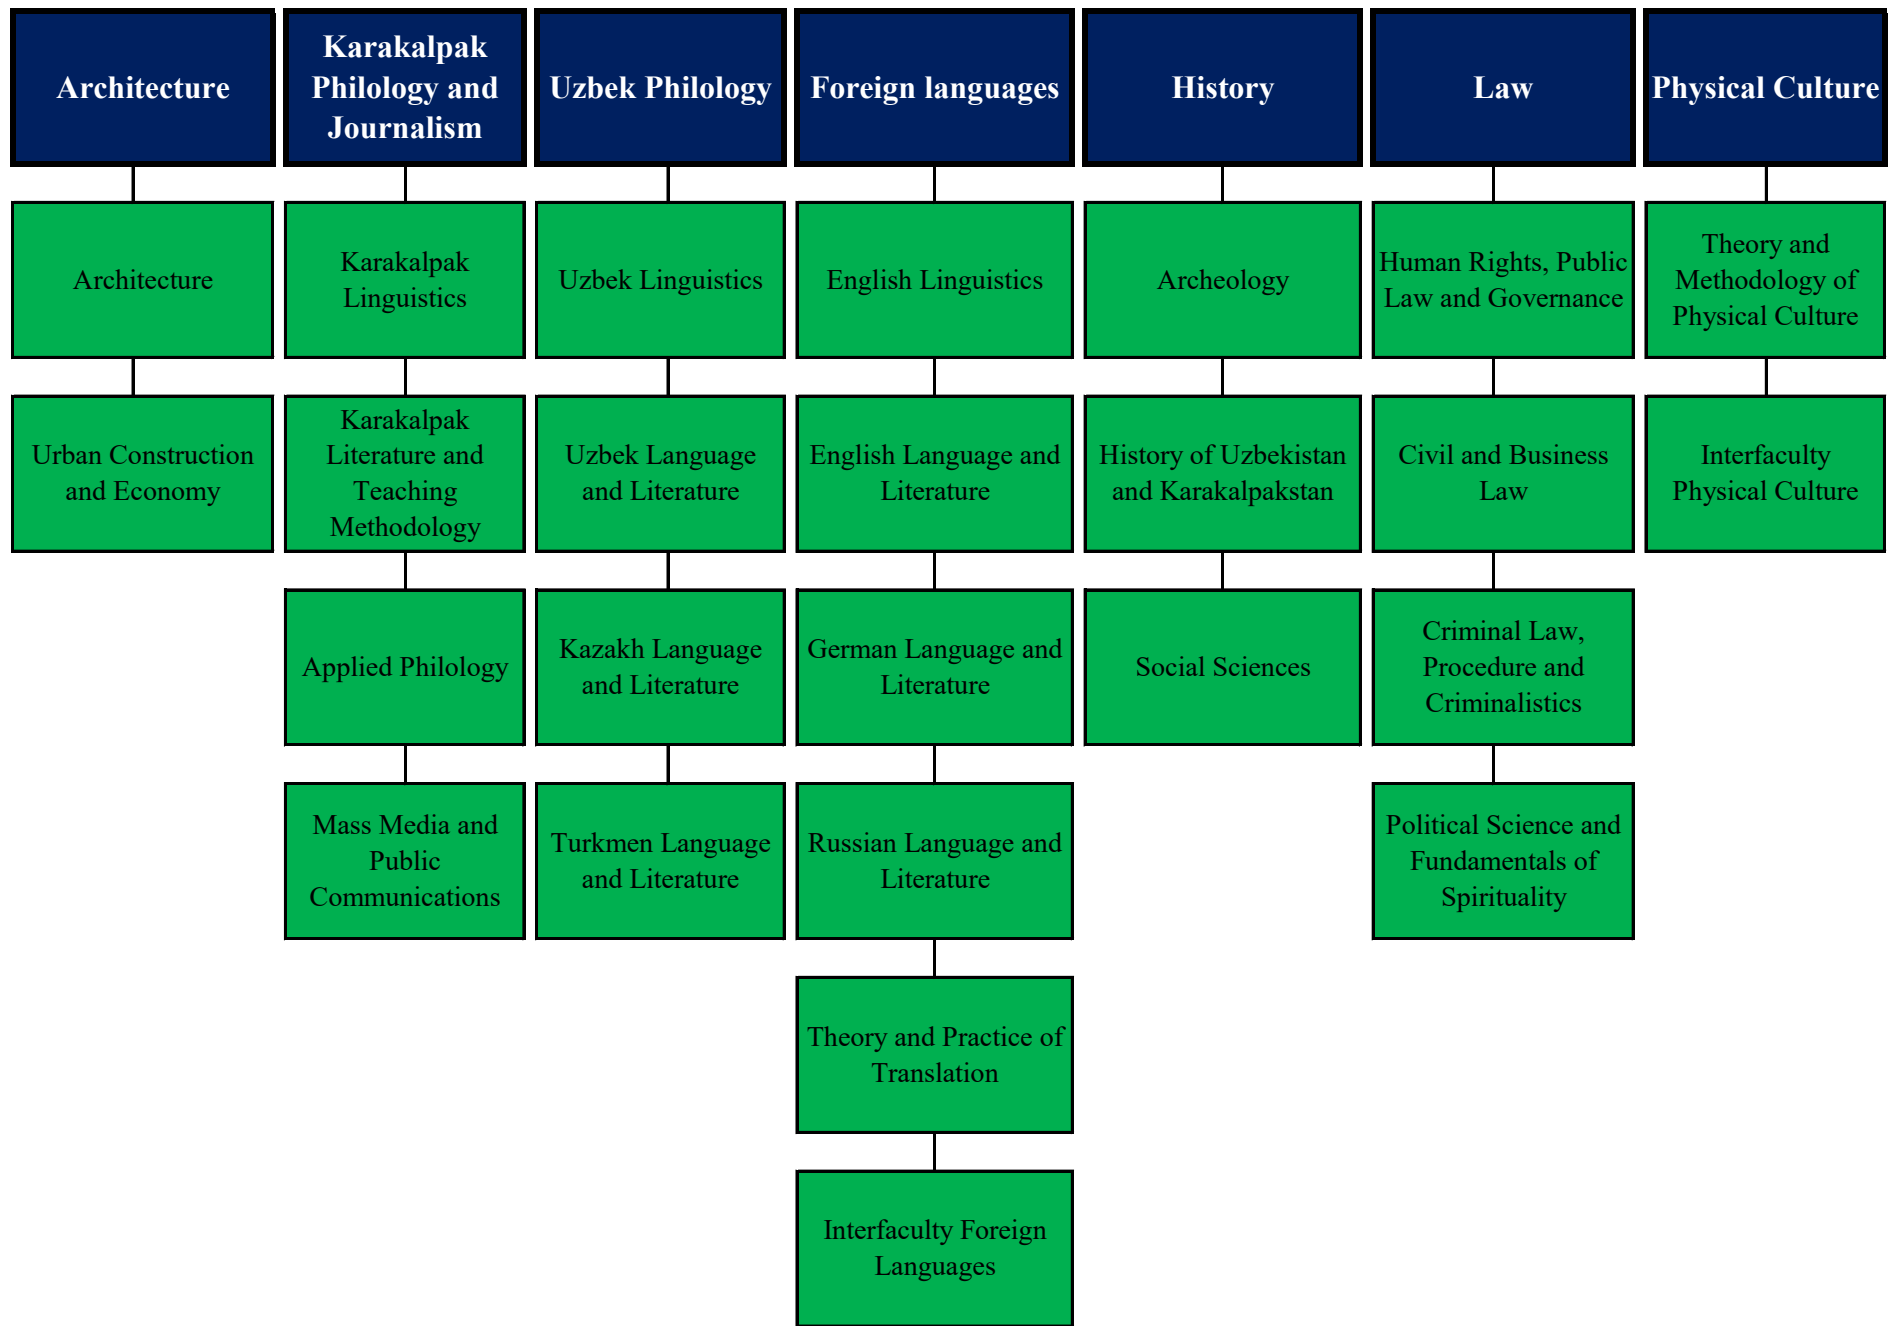 Architecture
Karakalpak
Philology and
Journalism
Uzbek Philology
Foreign languages
History
Law
Physical Culture
Architecture
Karakalpak
Linguistics
Uzbek Linguistics
English Linguistics
Archeology
Human Rights, Public
Law and Governance
Theory and
Methodology of
Physical Culture
Urban Construction
and Economy
Karakalpak
Literature and
Teaching
Methodology
Uzbek Language
and Literature
English Language and
Literature
History of Uzbekistan
and Karakalpakstan
Civil and Business
Law
Interfaculty
Physical Culture
Applied Philology
Kazakh Language
and Literature
German Language and
Literature
Social Sciences
Criminal Law,
Procedure and
Criminalistics
Mass Media and
Public
Communications
Turkmen Language
and Literature
Russian Language and
Literature
Political Science and
Fundamentals of
Spirituality
Theory and Practice of
Translation
Interfaculty Foreign
Languages